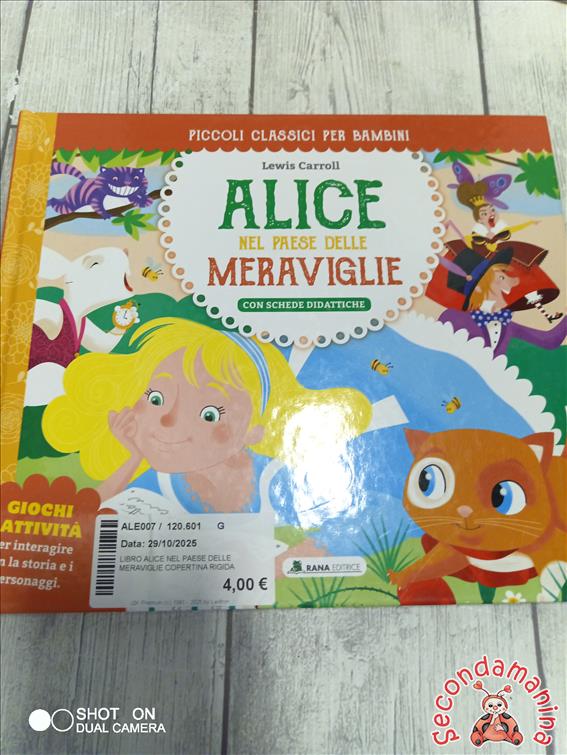 PICCOLI CLASSICI PER BAMBINI
Lewis Carroll
ALICE
NEL PAESE DELLE
MERAVIGLIE
CON SCHEDE DIDATTICHE
GIOCHI
ATTIVITÀ
er interagire
la storia e i
ersonaggi.
ALE007 / 120.601 G
Data: 29/10/2025
LIBRO ALICE NEL PAESE DELLE
MERAVIGLIE COPERTINA RIGIDA
4,00 €
RANA EDITRICE
SHOT ON
DUAL CAMERA
Secondamanina